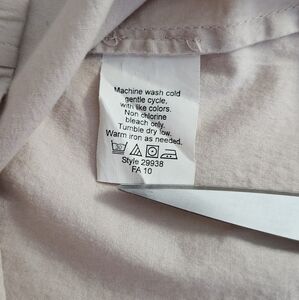 Machine wash cold
gentle cycle,
with like colors.
Non chlorine
bleach only.
Tumble dry low.
Warm iron as needed.
Style 29938
FA 10